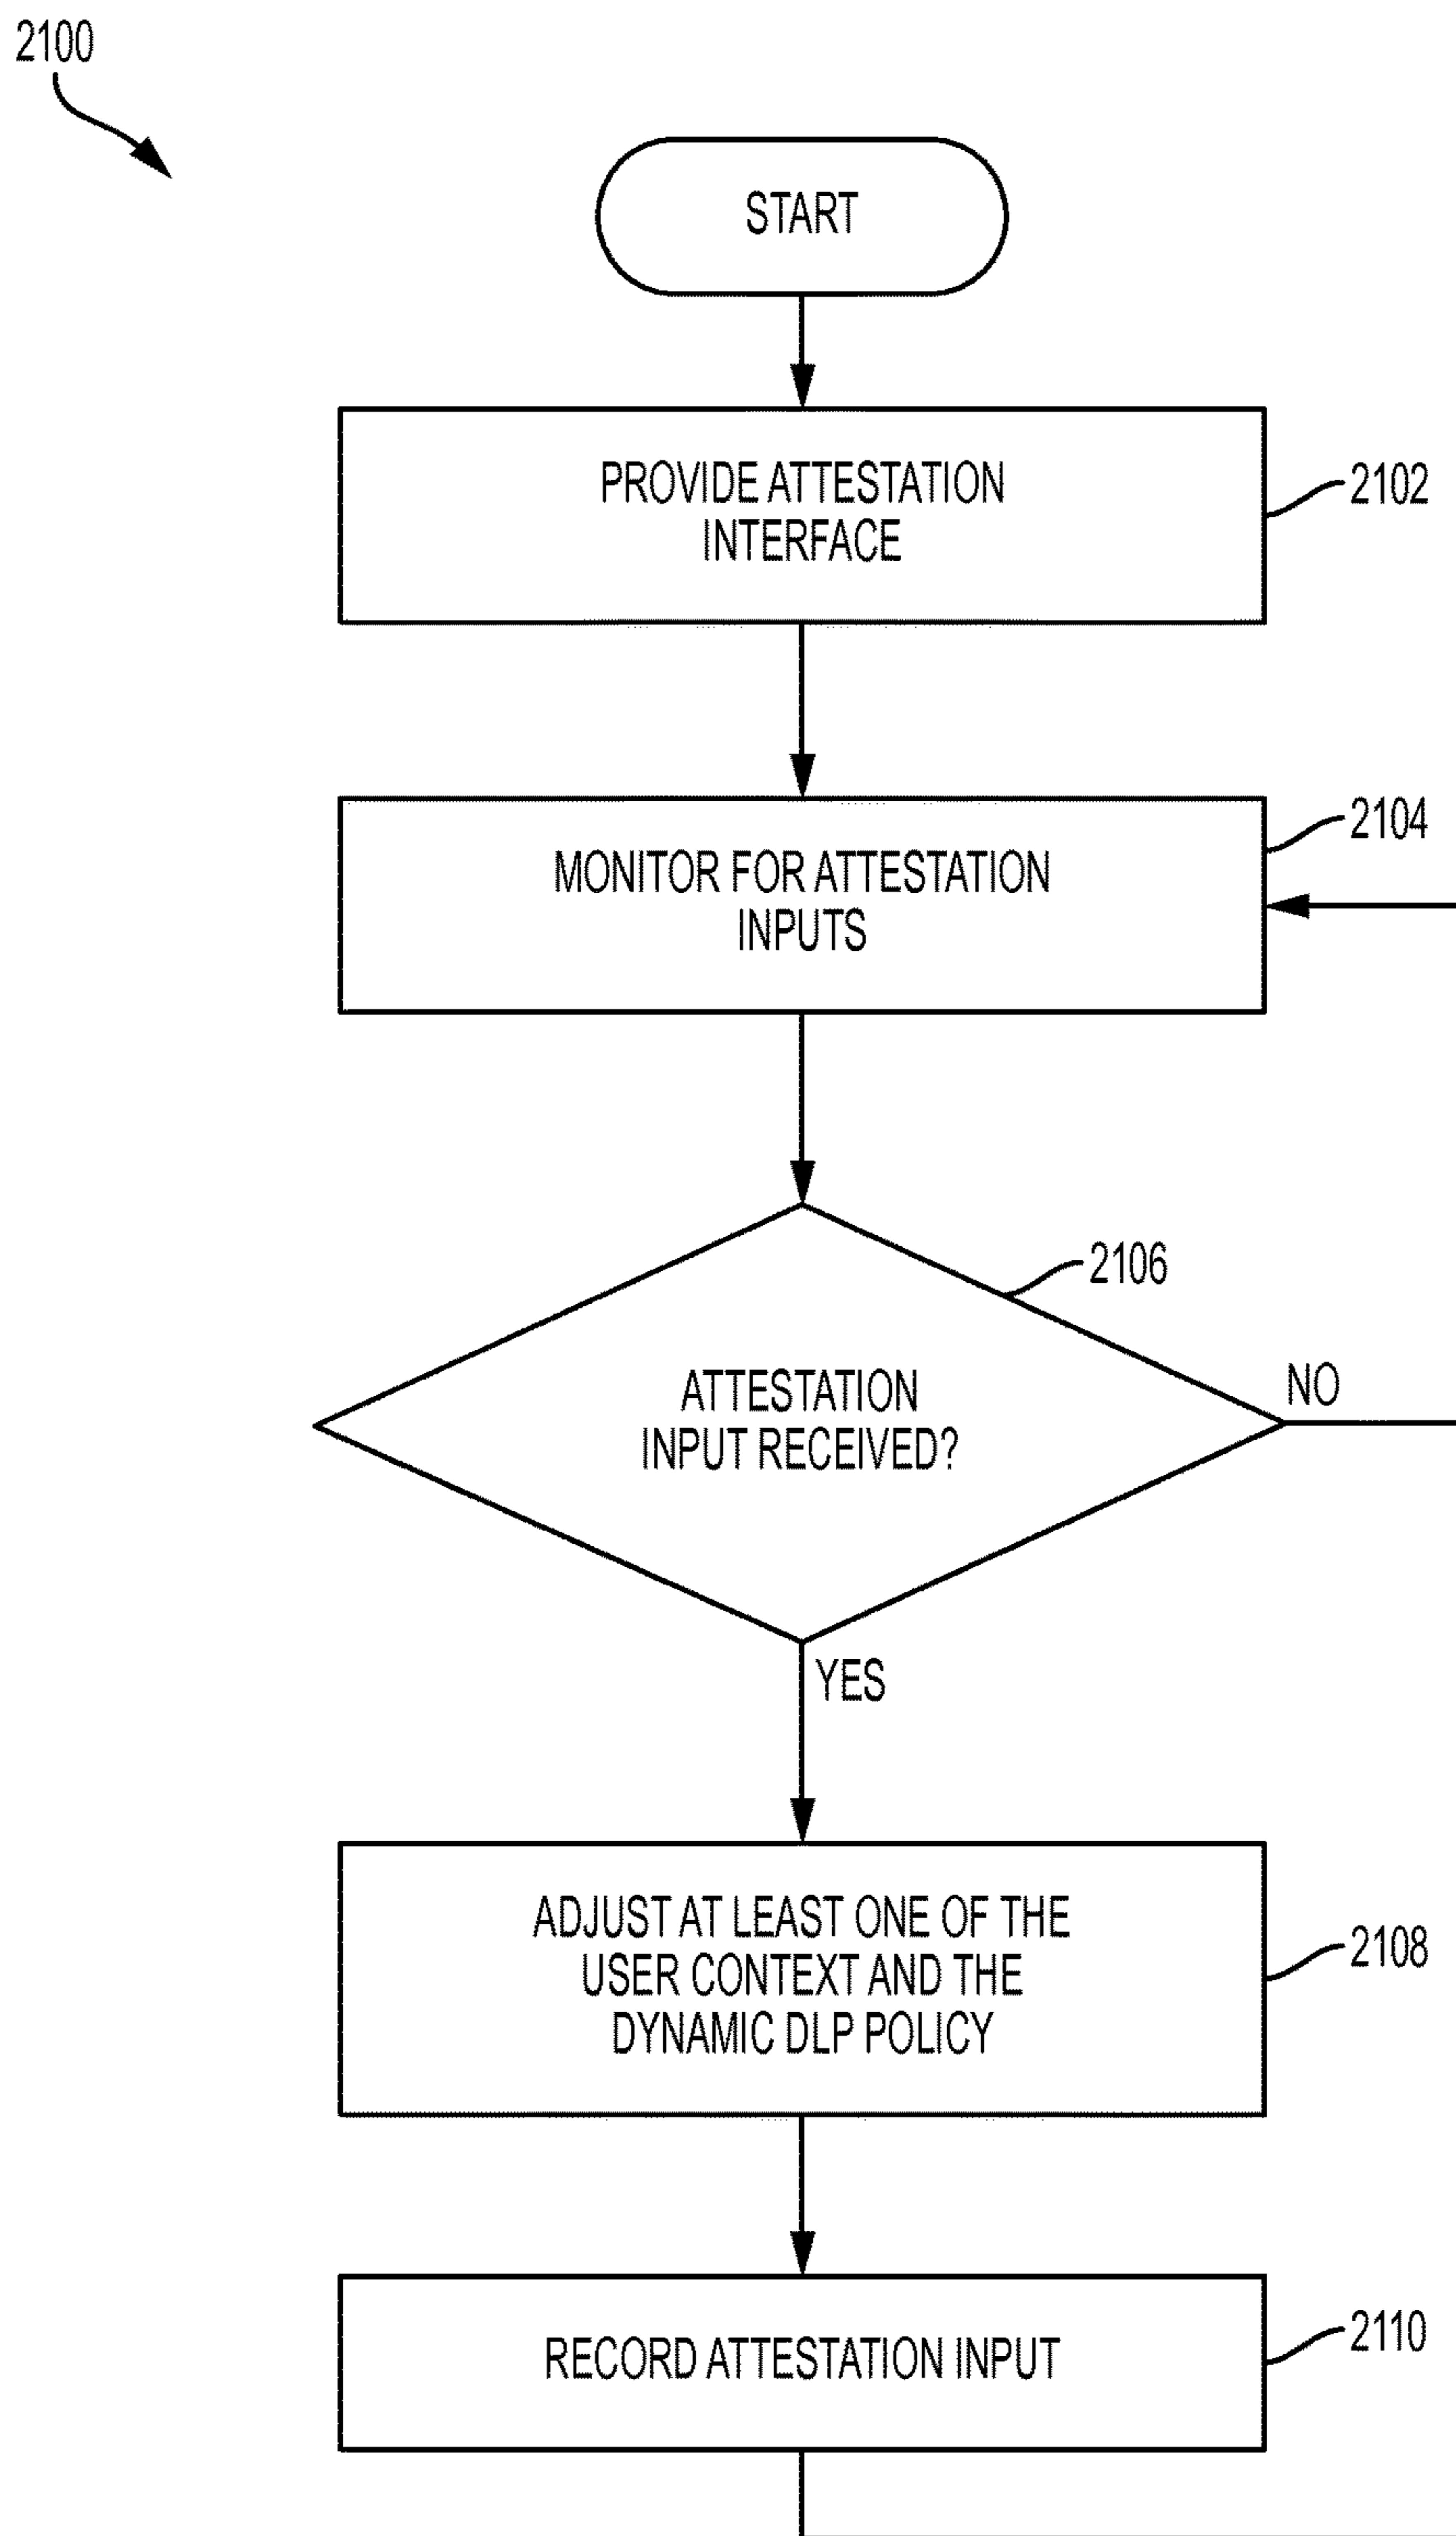 2100
START
PROVIDE ATTESTATION
INTERFACE
2102
MONITOR FOR ATTESTATION
INPUTS
2104
2106
ATTESTATION
INPUT RECEIVED?
NO
YES
ADJUST AT LEAST ONE OF THE
USER CONTEXT AND THE
DYNAMIC DLP POLICY
2108
RECORD ATTESTATION INPUT
2110